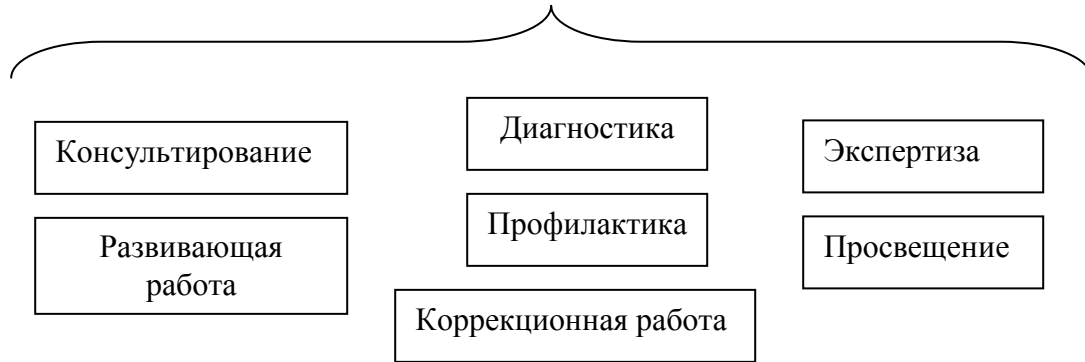 Диагностика
Консультирование
Экспертиза
Профилактика
Развивающая
работа
Просвещение
Коррекционная работа